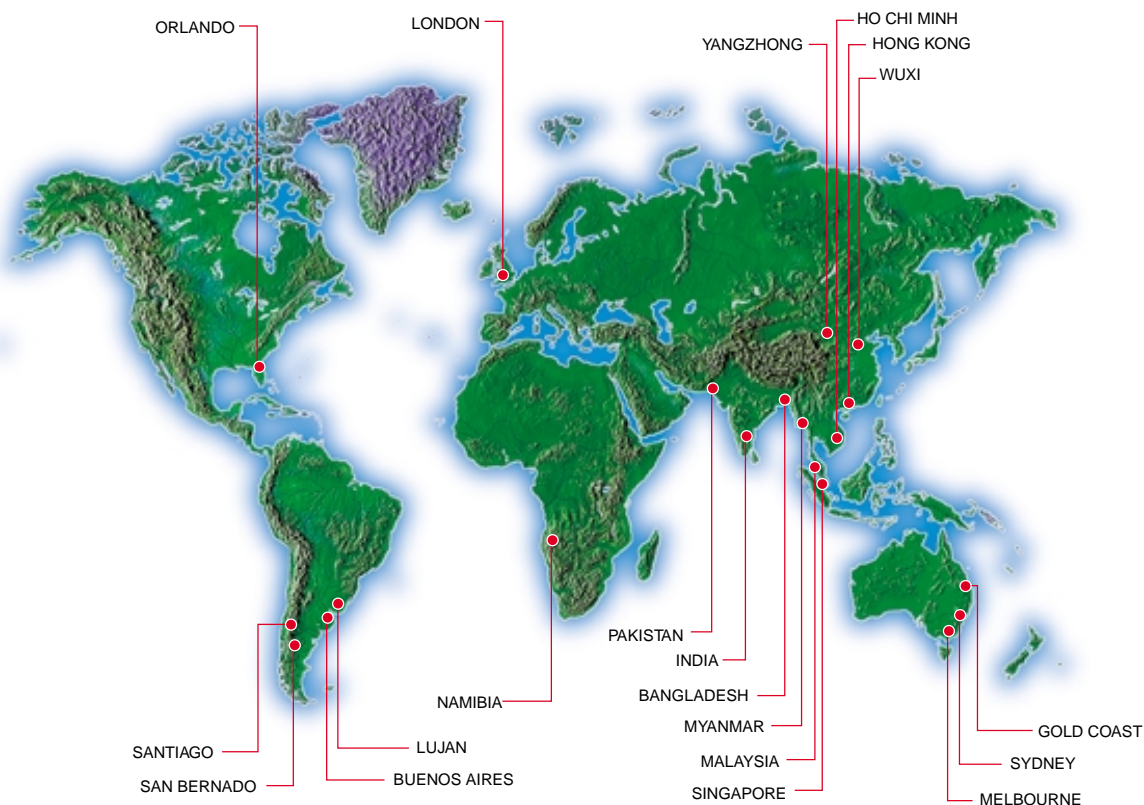 HO CHI MINH
LONDON
ORLANDO
YANGZHONG
HONG KONG
WUXI
PAKISTAN
INDIA
BANGLADESH
NAMIBIA
MYANMAR
GOLD COAST
LUJAN
SANTIAGO
MALAYSIA
SYDNEY
BUENOS AIRES
SAN BERNADO
SINGAPORE
MELBOURNE